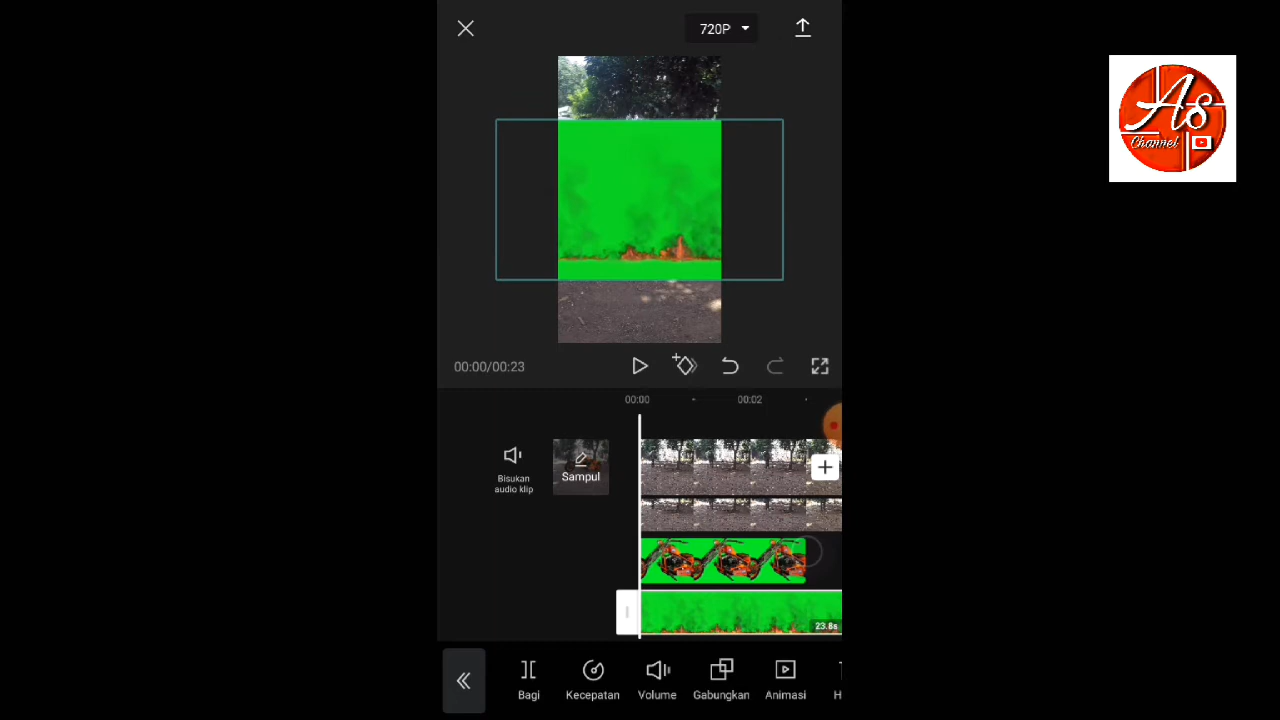 720P
As
Channel
00:00/00:23
00:00
00:02
Bisukan
audio klip
Sampul
23.8s
Bagi
Kecepatan
Volume
Gabungkan
Animasi
H